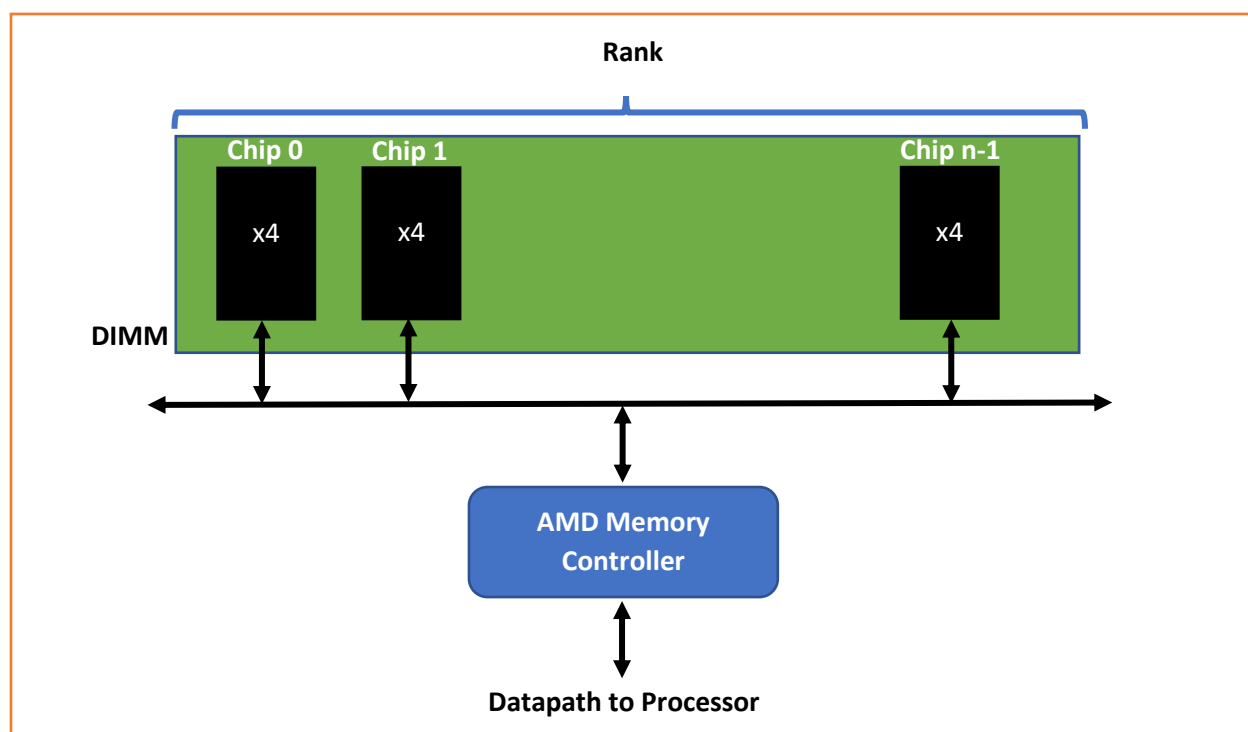 Rank
Chip 0
Chip 1
Chip n-1
x4
x4
x4
DIMM
AMD Memory
Controller
Datapath to Processor